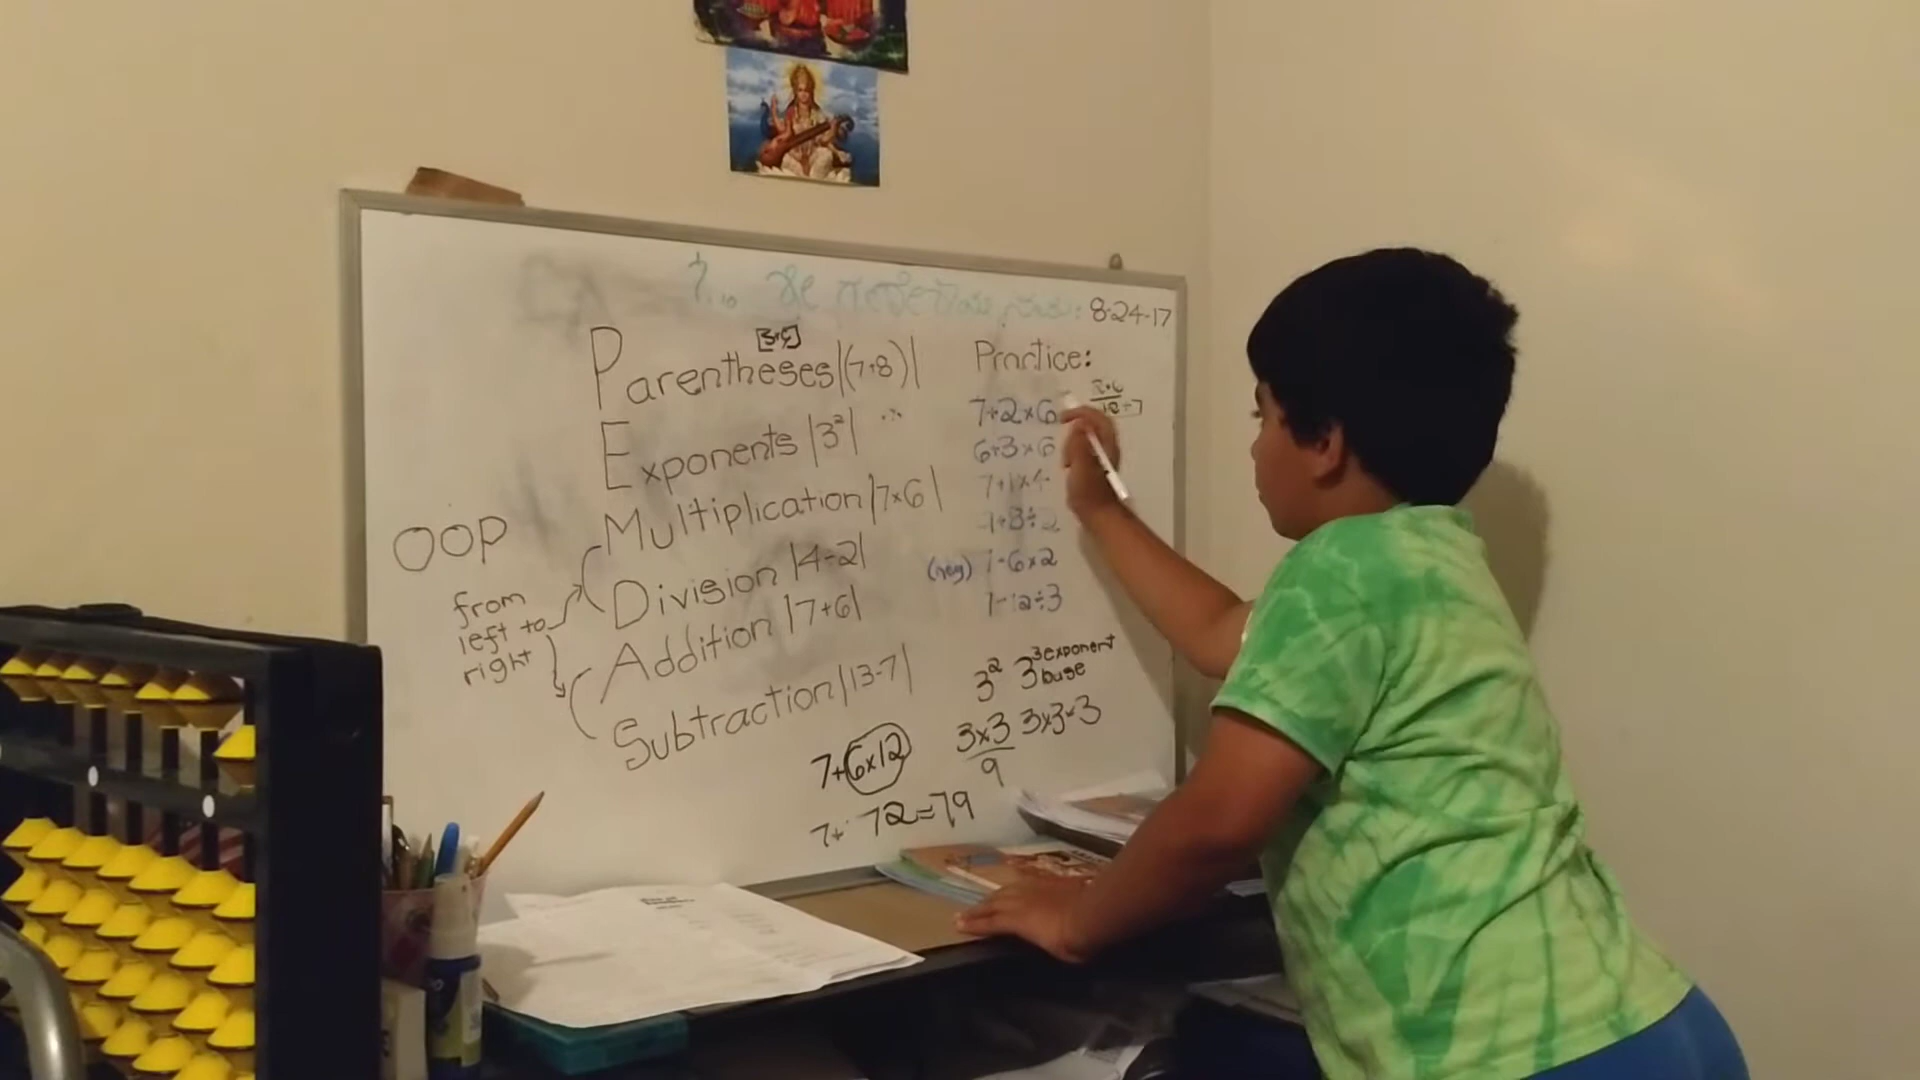 ಶ್ರೀ ಗಣೇಶಾಯ ನಮಃ
8-24-17
Parentheses |(7+8)|
Exponents |3²|
Multiplication |7×6|
Division |4-2|
Addition |7+6|
Subtraction |13-7|
OOP
from
left to
right
7+6×12
7+72=79
Practice:
7+2×6
6+3×6
7+1×4
1+8÷2
(neg) 1-6×2
1-12÷3
3² 3³ exponent
base
3×3 3×3×3
9